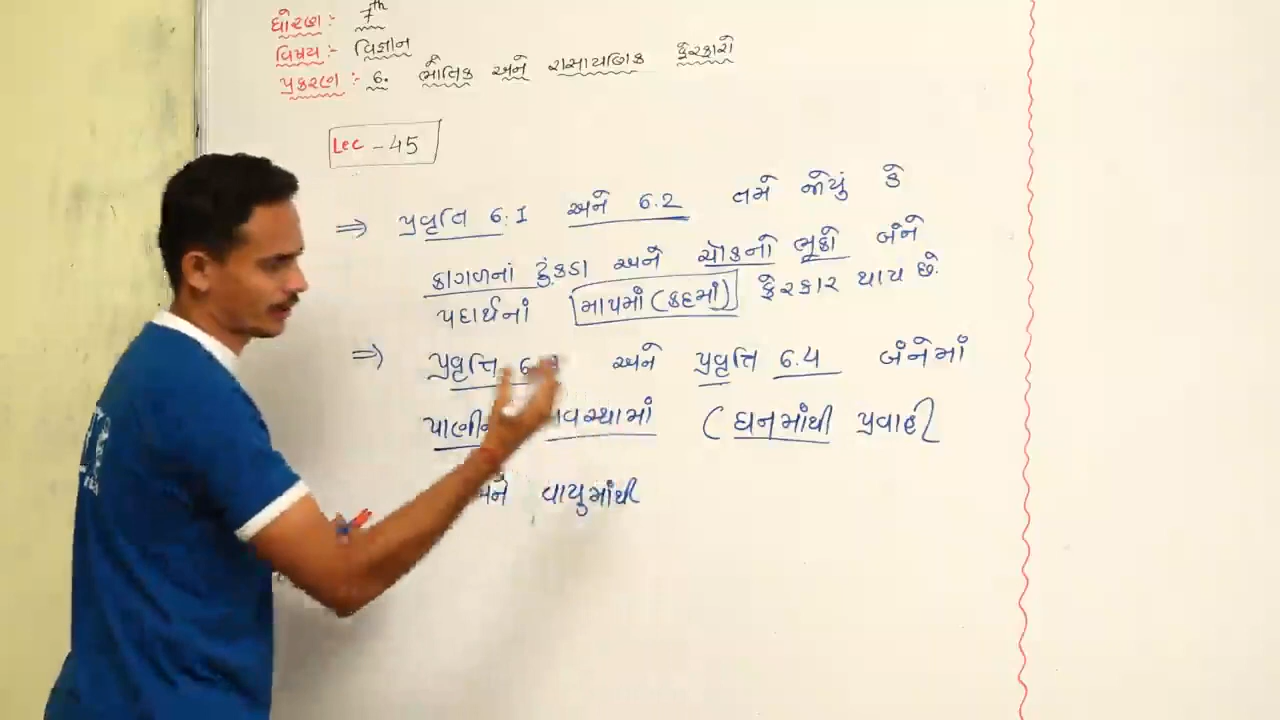 ધોરણ :- 7th
વિષય :- વિજ્ઞાન
પ્રકરણ :- 6. ભૌતિક અને રાસાયણિક ફેરફારો
Lec - 45
⇒ પ્રવૃત્તિ 6.1 અને 6.2 તમે જોયું કે
કાગળનાં ટુંકડા અને ચૉકનો ભૂકો બંને
પદાર્થનાં માપમાં (કદમાં) ફેરફાર થાય છે.
⇒ પ્રવૃત્તિ અને પ્રવૃત્તિ 6.4 બંનેમાં
(ઘનમાંથી પ્રવાહી
વાયુમાંથી